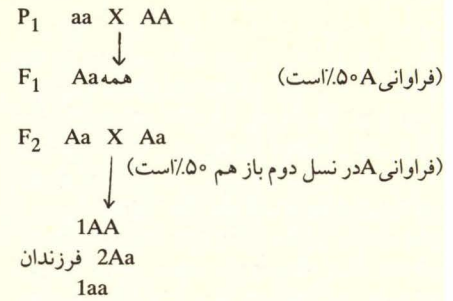 P1 aa X AA
F1 Aa همه (فراوانی A ۵۰٪ است)
F2 Aa X Aa
(فراوانی A در نسل دوم باز هم ۵۰٪ است)
1AA
2Aa فرزندان
1aa